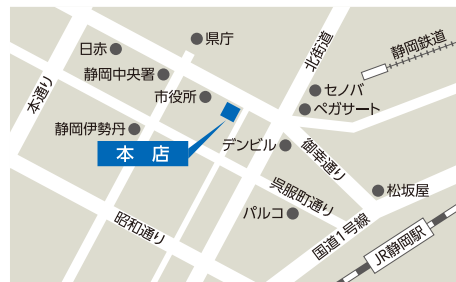 県庁
日赤
静岡中央署
市役所
本通り
静岡伊勢丹
本店
昭和通り
北街道
静岡鉄道
セノバ
ペガサート
デンビル
御幸通り
呉服町通り
松坂屋
パルコ
国道1号線
JR静岡駅